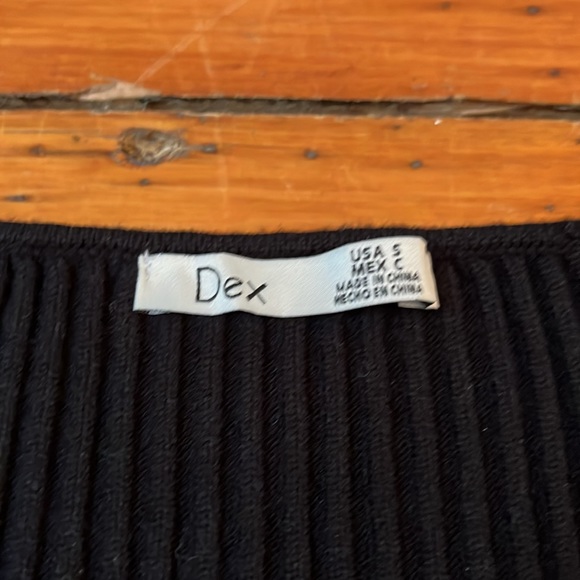 Dex
USA S
MEX C
MADE IN CHINA
HECHO EN CHINA